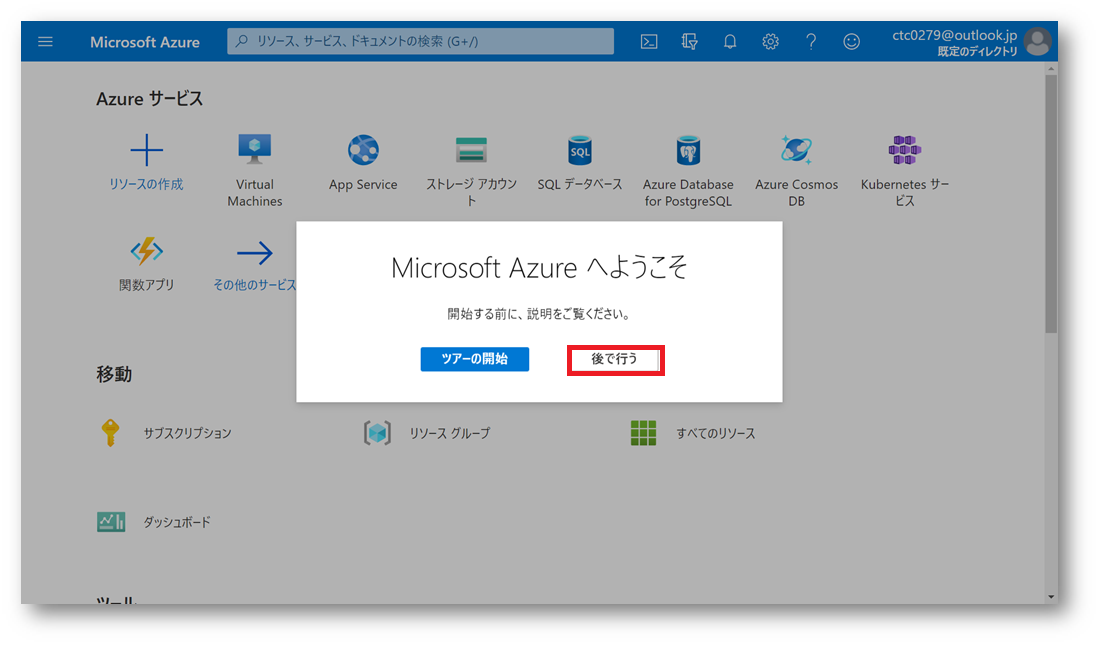 Microsoft Azure
リソース、サービス、ドキュメントの検索 (G+/)
ctc0279@outlook.jp
既定のディレクトリ
Azure サービス
リソースの作成
Virtual
Machines
App Service
ストレージ アカウン
ト
SQL データベース
Azure Database
for PostgreSQL
Azure Cosmos
DB
Kubernetes サー
ビス
関数アプリ
その他のサービス
Microsoft Azure へようこそ
開始する前に、説明をご覧ください。
ツアーの開始
後で行う
移動
サブスクリプション
リソース グループ
すべてのリソース
ダッシュボード
ツール